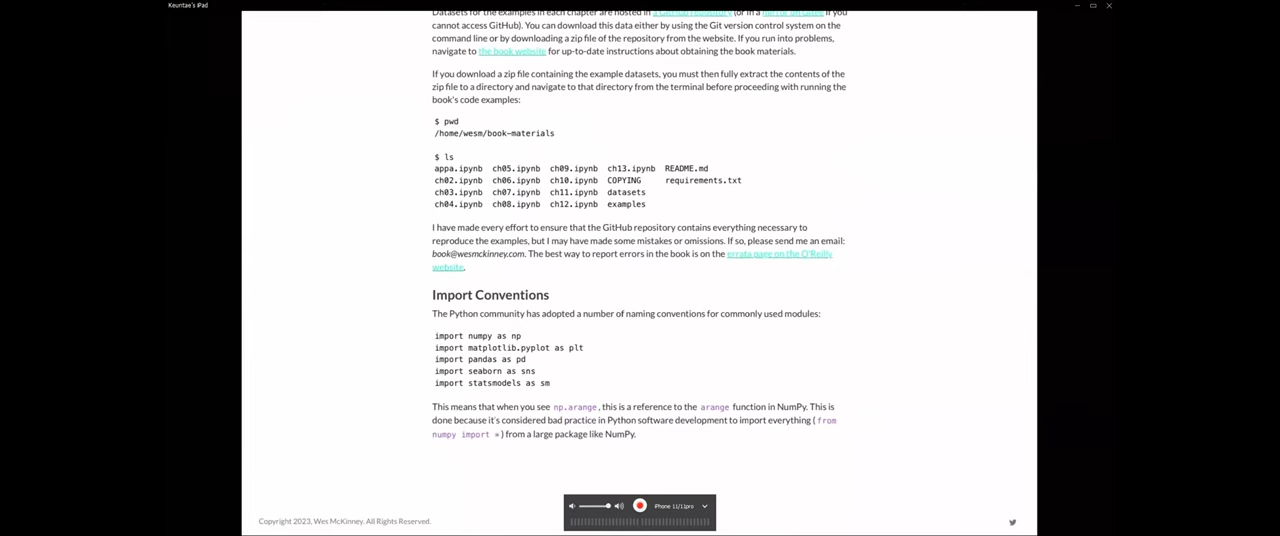 Keuntae's iPad
Datasets for the examples in each chapter are hosted in a GitHub repository (or in a mirror on Gitee if you
cannot access GitHub). You can download this data either by using the Git version control system on the
command line or by downloading a zip file of the repository from the website. If you run into problems,
navigate to the book website for up-to-date instructions about obtaining the book materials.
If you download a zip file containing the example datasets, you must then fully extract the contents of the
zip file to a directory and navigate to that directory from the terminal before proceeding with running the
book's code examples:
$ pwd
/home/wesm/book-materials
$ ls
appa.ipynb ch05.ipynb ch09.ipynb ch13.ipynb README.md
ch02.ipynb ch06.ipynb ch10.ipynb COPYING requirements.txt
ch03.ipynb ch07.ipynb ch11.ipynb datasets
ch04.ipynb ch08.ipynb ch12.ipynb examples
I have made every effort to ensure that the GitHub repository contains everything necessary to
reproduce the examples, but I may have made some mistakes or omissions. If so, please send me an email:
book@wesmckinney.com. The best way to report errors in the book is on the errata page on the O'Reilly
website.
Import Conventions
The Python community has adopted a number of naming conventions for commonly used modules:
import numpy as np
import matplotlib.pyplot as plt
import pandas as pd
import seaborn as sns
import statsmodels as sm
This means that when you see np.arange, this is a reference to the arange function in NumPy. This is
done because it's considered bad practice in Python software development to import everything (from
numpy import *) from a large package like NumPy.
iPhone 11/11pro
Copyright 2023, Wes McKinney. All Rights Reserved.